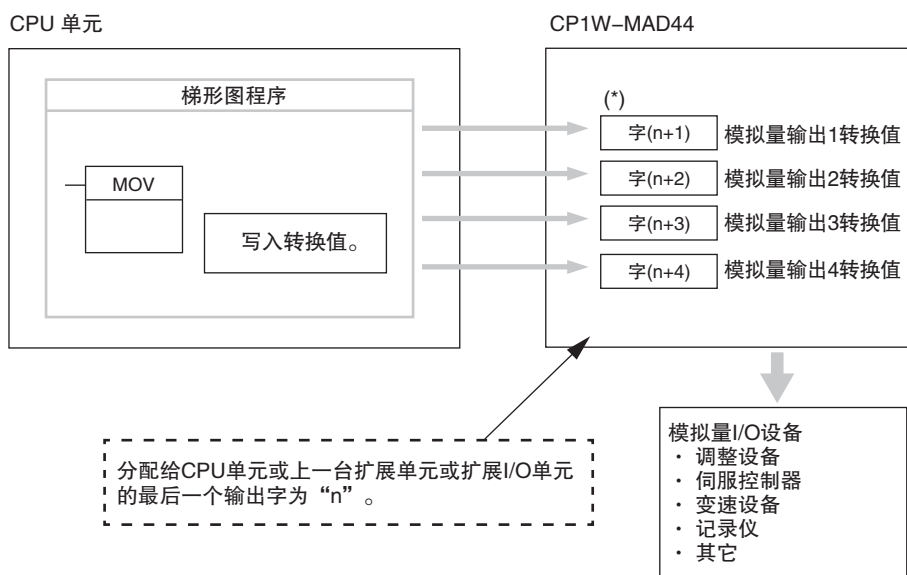 CPU 单元
CP1W–MAD44
梯形图程序
MOV
写入转换值。
(*)
字(n+1) 模拟量输出1转换值
字(n+2) 模拟量输出2转换值
字(n+3) 模拟量输出3转换值
字(n+4) 模拟量输出4转换值
分配给CPU单元或上一台扩展单元或扩展I/O单元
的最后一个输出字为“n”。
模拟量I/O设备
· 调整设备
· 伺服控制器
· 变速设备
· 记录仪
· 其它